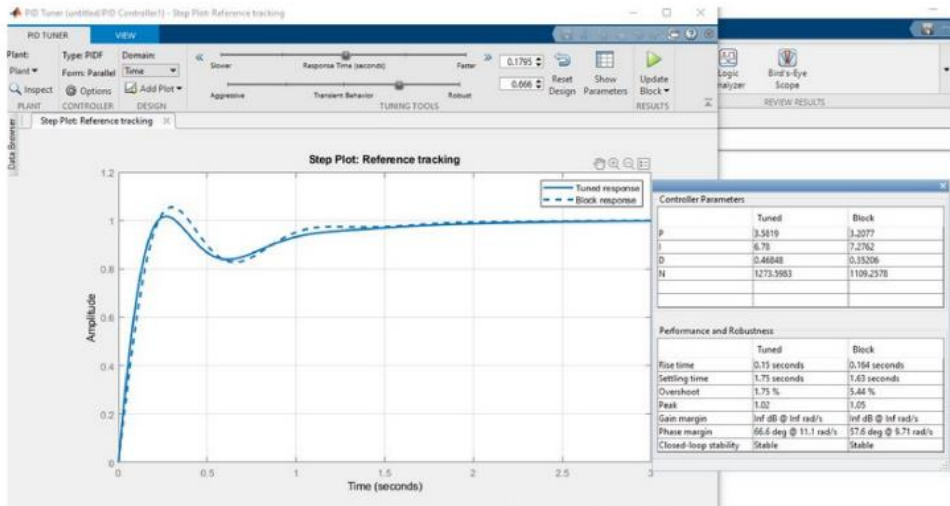 PID Tuner (untitled/PID Controller1) - Step Plot: Reference tracking
PID TUNER VIEW
Plant: Type: PIDF Domain:
Plant Form: Parallel Time
Inspect Options Add Plot
PLANT CONTROLLER DESIGN
Slower Response Time (seconds) Faster 0.1795
Aggressive Transient Behavior Robust 0.666
TUNING TOOLS
Reset Design
Show Parameters
Update Block
RESULTS
Logic
nalyzer
Bird's-Eye
Scope
REVIEW RESULTS
Data Browser
Step Plot: Reference tracking
Step Plot: Reference tracking
Tuned response
Block response
Amplitude
1.2
1
0.8
0.6
0.4
0.2
0
0 0.5 1 1.5 2 2.5 3
Time (seconds)
Controller Parameters
Tuned Block
P 3.5819 3.2077
I 6.78 7.2762
D 0.46848 0.35206
N 1273.5983 1109.2578
Performance and Robustness
Tuned Block
Rise time 0.15 seconds 0.164 seconds
Settling time 1.75 seconds 1.63 seconds
Overshoot 1.75 % 5.44 %
Peak 1.02 1.05
Gain margin Inf dB @ Inf rad/s Inf dB @ Inf rad/s
Phase margin 66.6 deg @ 11.1 rad/s 57.6 deg @ 9.71 rad/s
Closed-loop stability Stable Stable